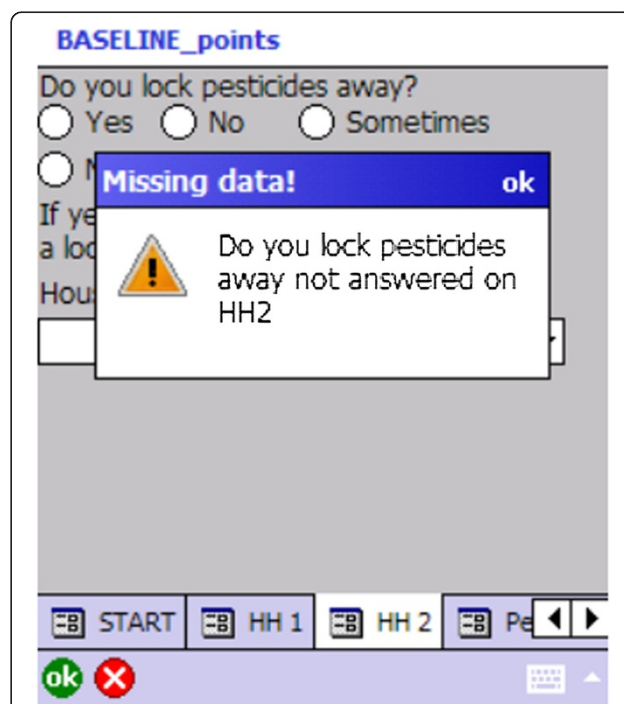 BASELINE_points
Do you lock pesticides away?
Yes No Sometimes
Missing data! ok
If ye
a loc
Do you lock pesticides
away not answered on
HH2
START HH 1 HH 2 Pe
ok